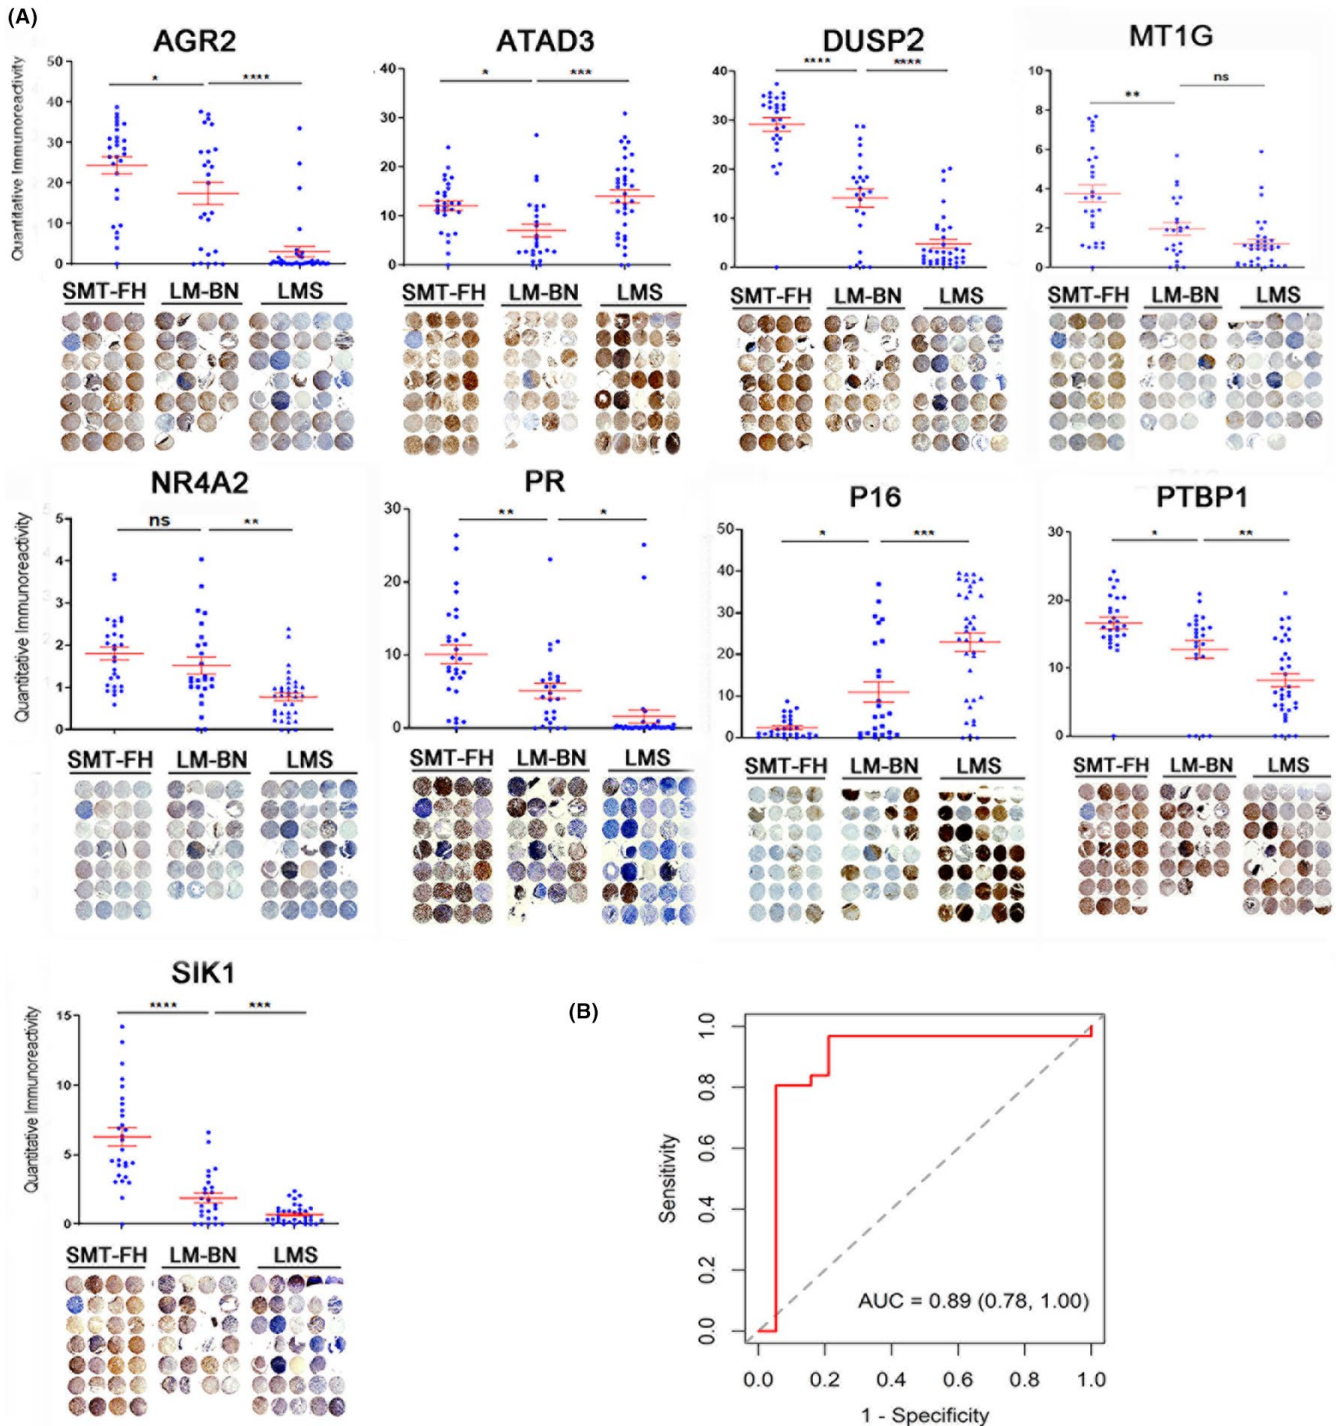 (A)
AGR2
ATAD3
DUSP2
MT1G
Quantitative Immunoreactivity
50
40
30
20
10
0
* ****
40
30
20
10
0
* ***
40
30
20
10
0
**** ****
10
8
6
4
2
0
** ns
SMT-FH LM-BN LMS
SMT-FH LM-BN LMS
SMT-FH LM-BN LMS
SMT-FH LM-BN LMS
NR4A2
PR
P16
PTBP1
Quantitative Immunoreactivity
5
4
3
2
1
0
ns **
30
20
10
0
** *
50
40
30
20
10
0
* ***
30
20
10
0
* **
SMT-FH LM-BN LMS
SMT-FH LM-BN LMS
SMT-FH LM-BN LMS
SMT-FH LM-BN LMS
SIK1
Quantitative Immunoreactivity
15
10
5
0
**** ***
SMT-FH LM-BN LMS
(B)
Sensitivity
1.0
0.8
0.6
0.4
0.2
0.0
AUC = 0.89 (0.78, 1.00)
0.0 0.2 0.4 0.6 0.8 1.0
1 - Specificity